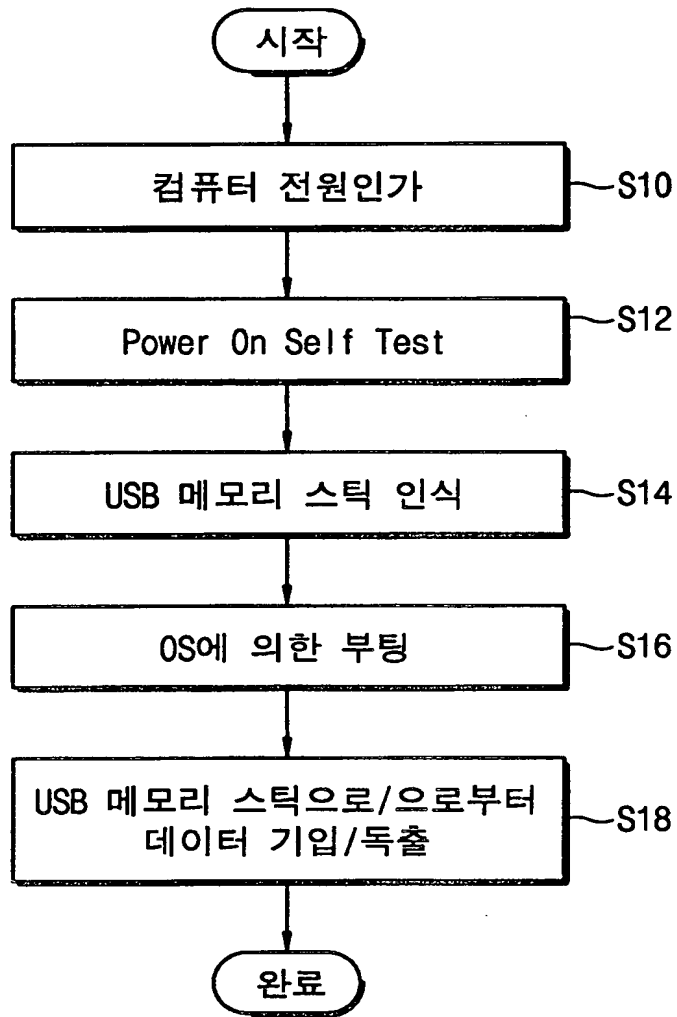 시작
컴퓨터 전원인가
S10
Power On Self Test
S12
USB 메모리 스틱 인식
S14
OS에 의한 부팅
S16
USB 메모리 스틱으로/으로부터
데이터 기입/독출
S18
완료